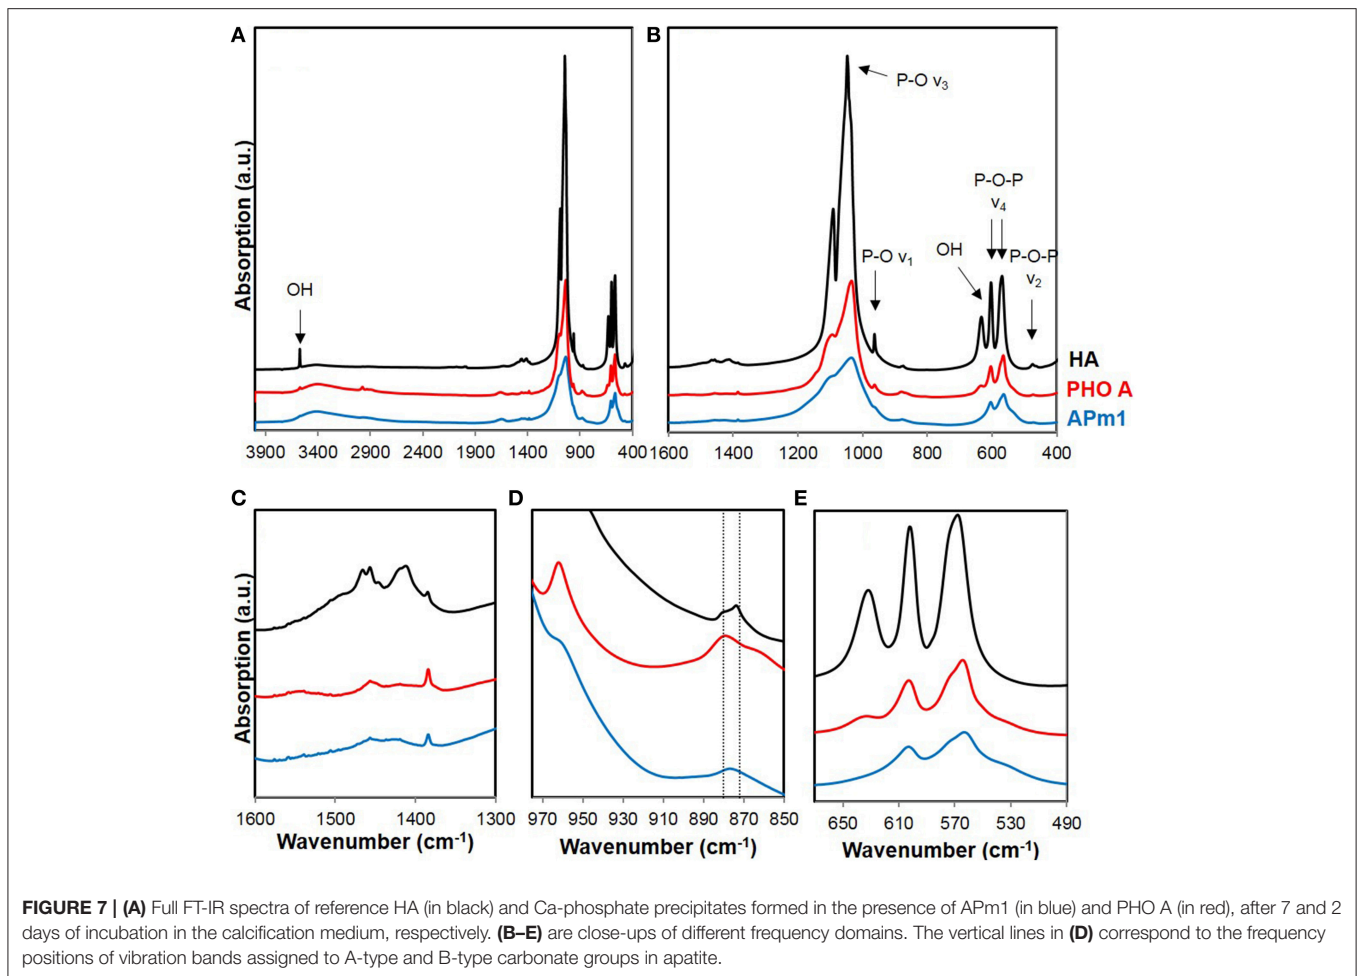 A
B
P-O ν3
P-O-P
ν4
OH
P-O ν1
P-O-P
ν2
OH
HA
PHO A
APm1
Absorption (a.u.)
3900 3400 2900 2400 1900 1400 900 400
1600 1400 1200 1000 800 600 400
C
D
E
Absorption (a.u.)
1600 1500 1400 1300
970 950 930 910 890 870 850
650 610 570 530 490
Wavenumber (cm-1)
Wavenumber (cm-1)
Wavenumber (cm-1)
FIGURE 7 | (A) Full FT-IR spectra of reference HA (in black) and Ca-phosphate precipitates formed in the presence of APm1 (in blue) and PHO A (in red), after 7 and 2
days of incubation in the calcification medium, respectively. (B–E) are close-ups of different frequency domains. The vertical lines in (D) correspond to the frequency
positions of vibration bands assigned to A-type and B-type carbonate groups in apatite.